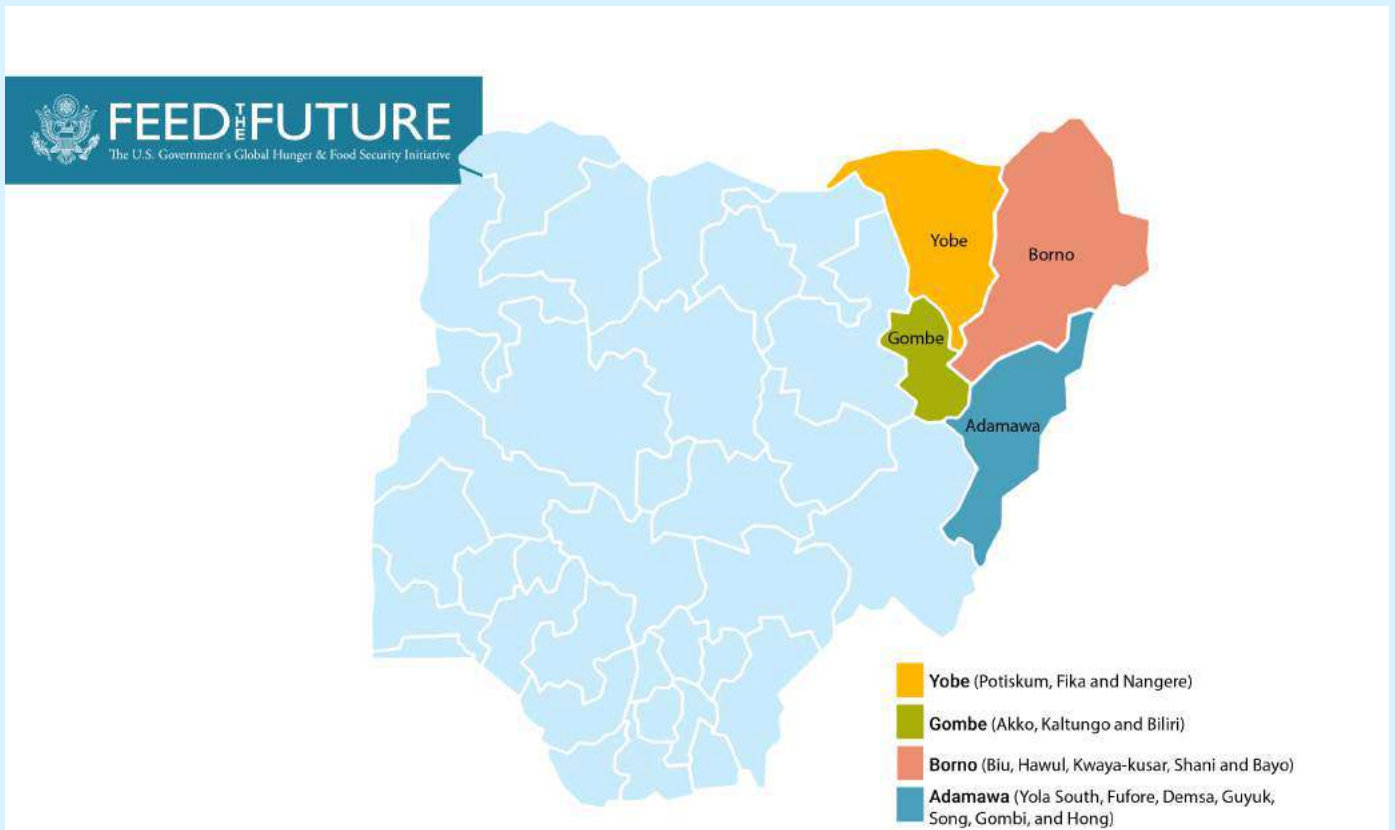 FEED THE FUTURE
The U.S. Government's Global Hunger & Food Security Initiative
Yobe
Borno
Gombe
Adamawa
Yobe (Potiskum, Fika and Nangere)
Gombe (Akko, Kaltungo and Biliri)
Borno (Biu, Hawul, Kwaya-kusar, Shani and Bayo)
Adamawa (Yola South, Fufore, Demsa, Guyuk,
Song, Gombi, and Hong)